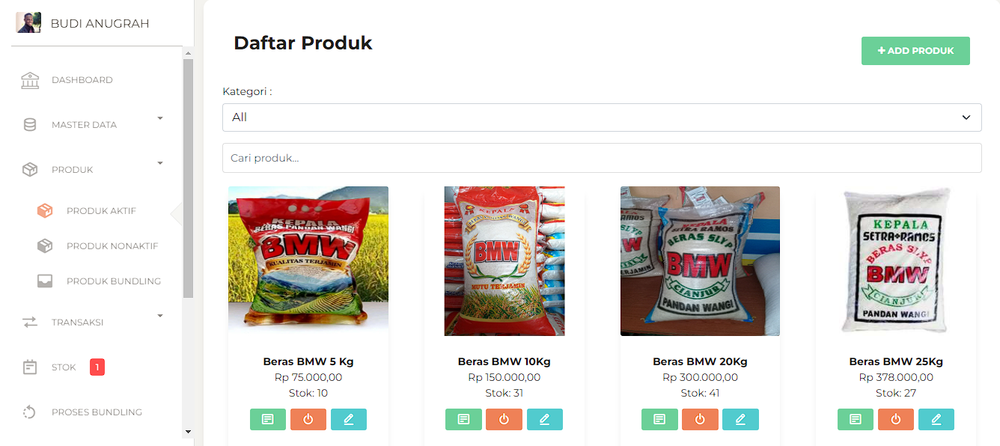 BUDI ANUGRAH
DASHBOARD
MASTER DATA
PRODUK
PRODUK AKTIF
PRODUK NONAKTIF
PRODUK BUNDLING
TRANSAKSI
STOK 1
PROSES BUNDLING
Daftar Produk
+ ADD PRODUK
Kategori :
All
Cari produk...
KEPALA
BERAS PANDAN WANGI
BMW
KUALITAS TERJAMIN
Beras BMW 5 Kg
Rp 75.000,00
Stok: 10
KEPALA
BMW
MUTU TERJAMIN
Beras BMW 10Kg
Rp 150.000,00
Stok: 31
KEPALA
SETRA RAMOS
BERAS SLYP
BMW
CIANJUR
PANDAN WANGI
Beras BMW 20Kg
Rp 300.000,00
Stok: 41
KEPALA
SETRA RAMOS
BERAS SLYP
BMW
CIANJUR
PANDAN WANGI
Beras BMW 25Kg
Rp 378.000,00
Stok: 27